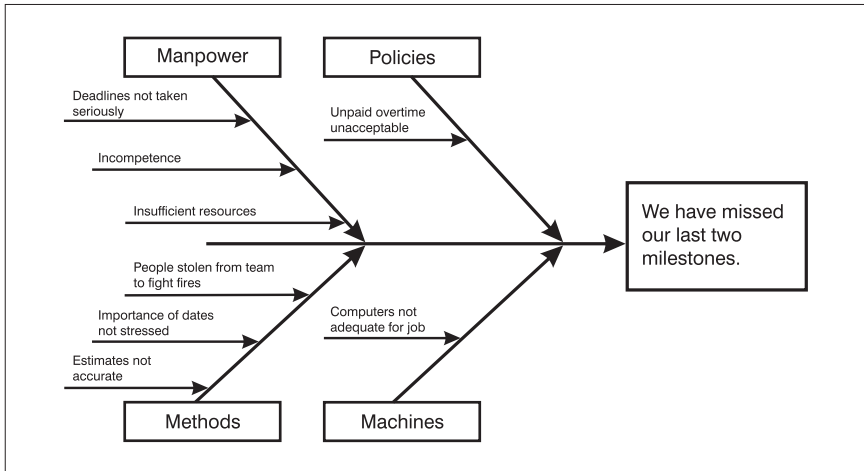 Manpower
Policies
Deadlines not taken
seriously
Unpaid overtime
unacceptable
Incompetence
Insufficient resources
We have missed
our last two
milestones.
People stolen from team
to fight fires
Importance of dates
not stressed
Computers not
adequate for job
Estimates not
accurate
Methods
Machines